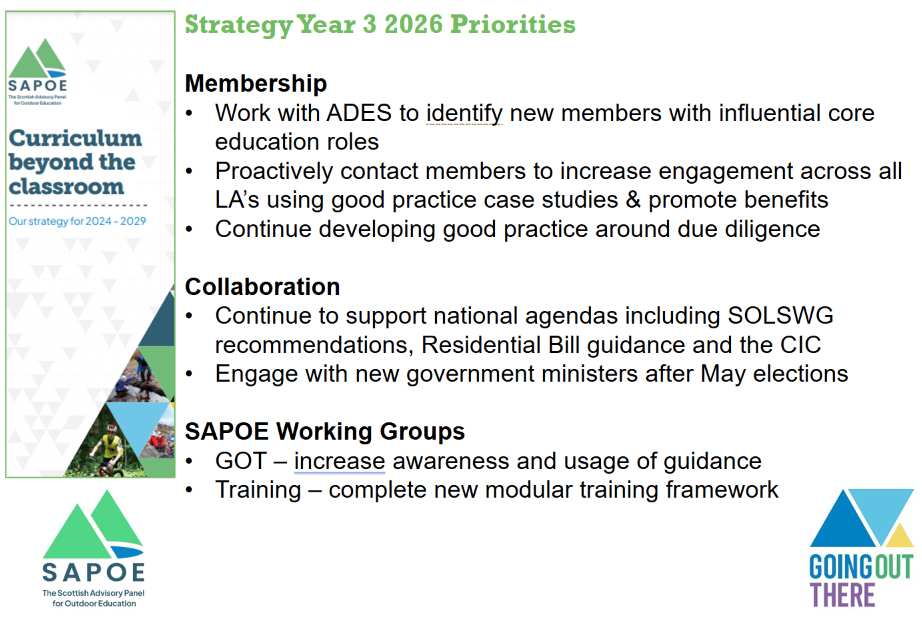 Strategy Year 3 2026 Priorities
SAPOE
The Scottish Advisory Panel
for Outdoor Education
Curriculum
beyond the
classroom
Our strategy for 2024 – 2029
Membership
• Work with ADES to identify new members with influential core
education roles
• Proactively contact members to increase engagement across all
LA's using good practice case studies & promote benefits
• Continue developing good practice around due diligence
Collaboration
• Continue to support national agendas including SOLSWG
recommendations, Residential Bill guidance and the CIC
• Engage with new government ministers after May elections
SAPOE Working Groups
• GOT – increase awareness and usage of guidance
• Training – complete new modular training framework
SAPOE
The Scottish Advisory Panel
for Outdoor Education
GOING OUT
THERE